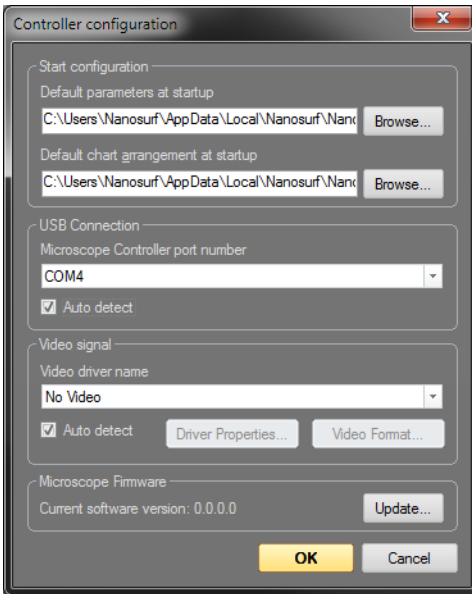 Controller configuration
Start configuration
Default parameters at startup
C:\Users\Nanosurf\AppData\Local\Nanosurf\Nano
Browse...
Default chart arrangement at startup
C:\Users\Nanosurf\AppData\Local\Nanosurf\Nano
Browse...
USB Connection
Microscope Controller port number
COM4
Auto detect
Video signal
Video driver name
No Video
Auto detect
Driver Properties...
Video Format...
Microscope Firmware
Current software version: 0.0.0.0
Update...
OK
Cancel